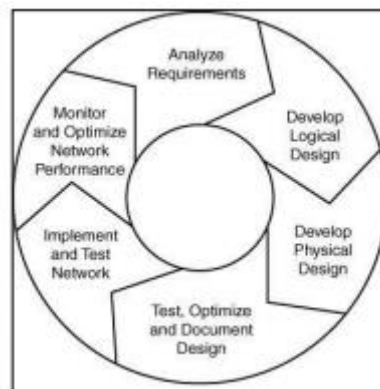 Analyze
Requirements
Develop
Logical
Design
Develop
Physical
Design
Test, Optimize
and Document
Design
Implement
and Test
Network
Monitor
and Optimize
Network
Performance